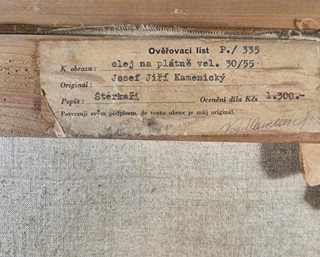 Ověřovací list P./ 335
K obrazu: olej na plátně vel. 30/55
Originál: Josef Jiří Kamenický
Popis: Štěrkaři Ocenění díla Kčs 1.300.-
Potvrzuji svým podpisem, že tento obraz je můj originál.